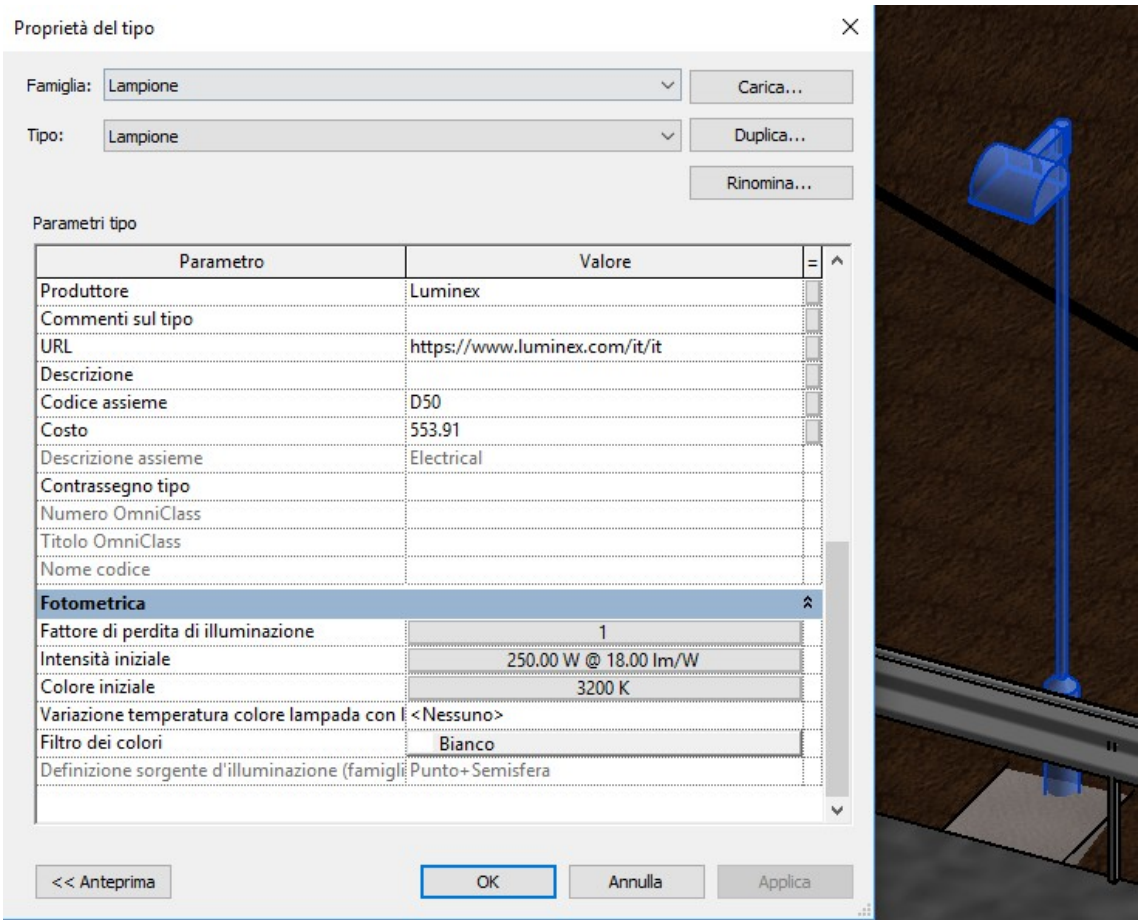 Proprietà del tipo
Famiglia: Lampione Carica...
Tipo: Lampione Duplica...
Rinomina...
Parametri tipo
Parametro Valore =
Produttore Luminex
Commenti sul tipo
URL https://www.luminex.com/it/it
Descrizione
Codice assieme D50
Costo 553.91
Descrizione assieme Electrical
Contrassegno tipo
Numero OmniClass
Titolo OmniClass
Nome codice
Fotometrica
Fattore di perdita di illuminazione 1
Intensità iniziale 250.00 W @ 18.00 lm/W
Colore iniziale 3200 K
Variazione temperatura colore lampada con l <Nessuno>
Filtro dei colori Bianco
Definizione sorgente d'illuminazione (famigli Punto+Semisfera
<< Anteprima OK Annulla Applica